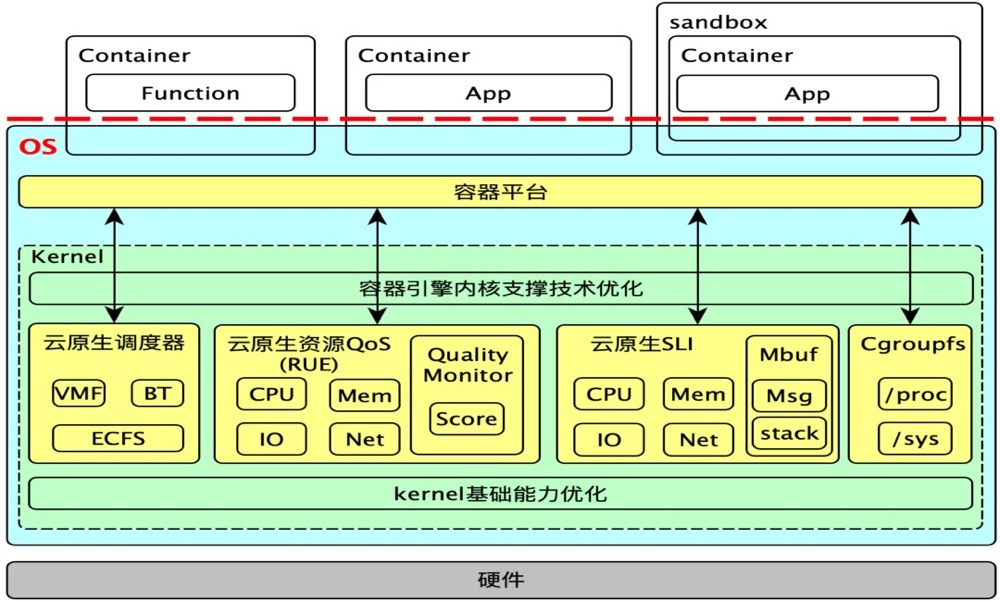 sandbox
Container
Container
Container
Function
App
App
OS
容器平台
Kernel
容器引擎内核支撑技术优化
云原生调度器
VMF
BT
ECFS
云原生资源QoS
(RUE)
CPU
Mem
IO
Net
Quality
Monitor
Score
云原生SLI
CPU
Mem
IO
Net
Mbuf
Msg
stack
Cgroupfs
/proc
/sys
kernel基础能力优化
硬件